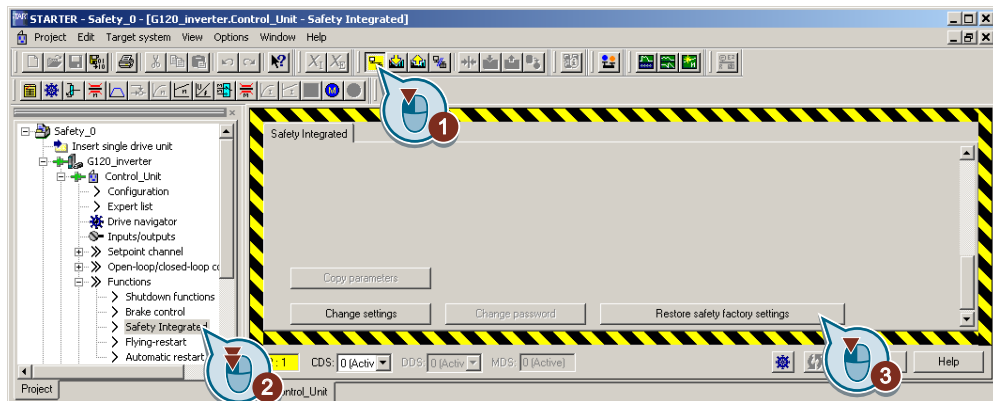 STARTER - Safety_0 - [G120_inverter.Control_Unit - Safety Integrated]
Project Edit Target system View Options Window Help
1
Safety_0
Insert single drive unit
G120_inverter
Control_Unit
Configuration
Expert list
Drive navigator
Inputs/outputs
Setpoint channel
Open-loop/closed-loop
Functions
Shutdown functions
Brake control
Safety Integrated
Flying-restart
Automatic restart
Project
2
Safety Integrated
Copy parameters
Change settings Change password Restore safety factory settings
: 1 CDS: 0 (Activ DDS: 0 (Activ MDS: 0 (Active) Help
3
ntrol_Unit